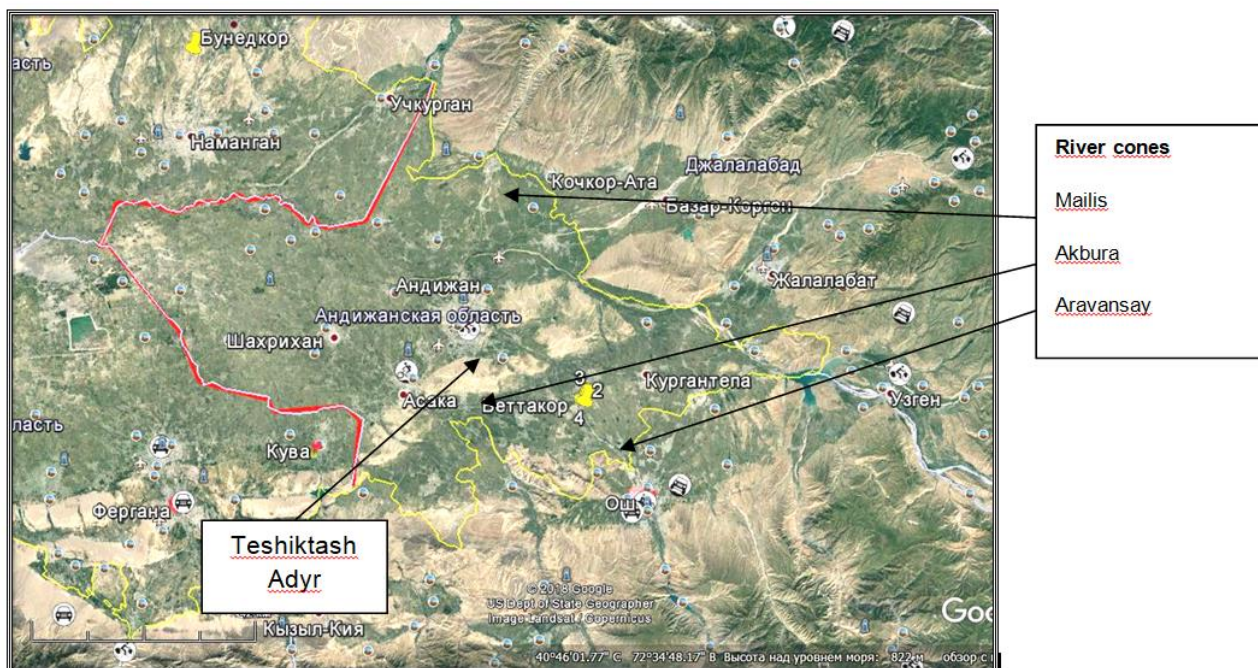 Бунедкор
асть
Учкурган
Наманган
Кочкор-Ата
Джалалабад
Базар-Коргон
Андижан
Жалалабат
Андижанская область
Шахрихан
3
Кургантепа
2
Асака
Беттакор
4
Узген
ласть
Кува
Ош
Фергана
Кызыл-Кия
© 2018 Google
US Dept of State Geographer
Image Landsat / Copernicus
Goo
40°46'01.77" С 72°34'48.17" В Высота над уровнем моря: 822 м обзор с
River cones
Mailis
Akbura
Aravansay
Teshiktash
Adyr